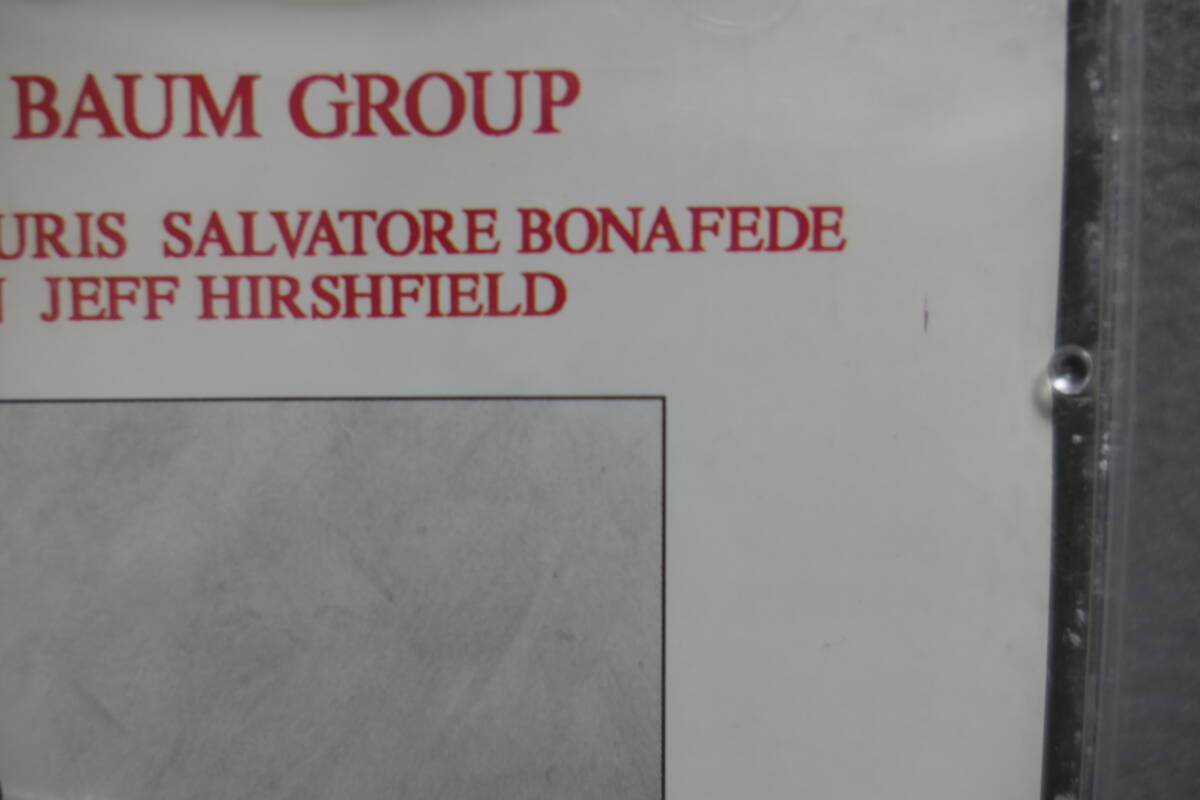 BAUM GROUP
URIS SALVATORE BONAFEDE
JEFF HIRSHFIELD